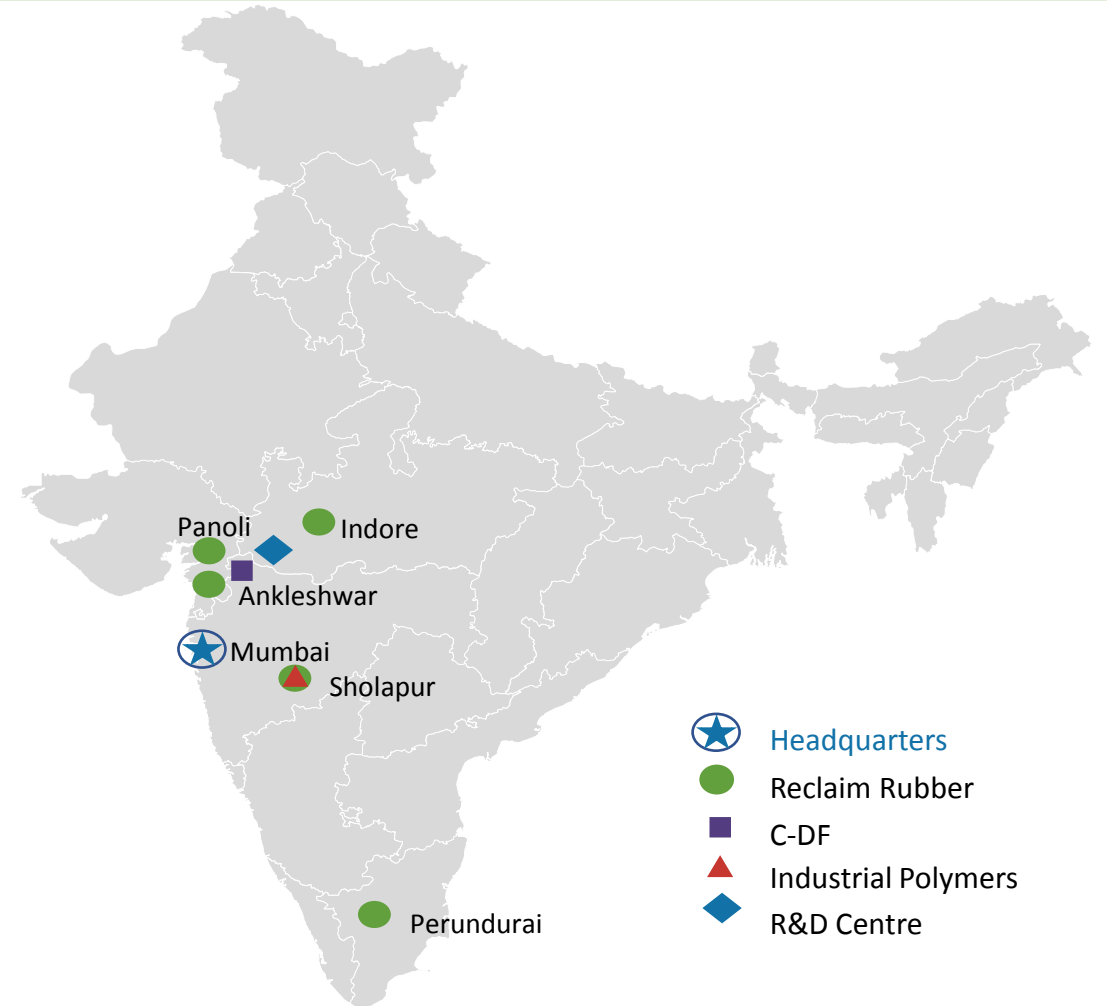 Panoli
Indore
Ankleshwar
Mumbai
Sholapur
Perundurai
Headquarters
Reclaim Rubber
C-DF
Industrial Polymers
R&D Centre